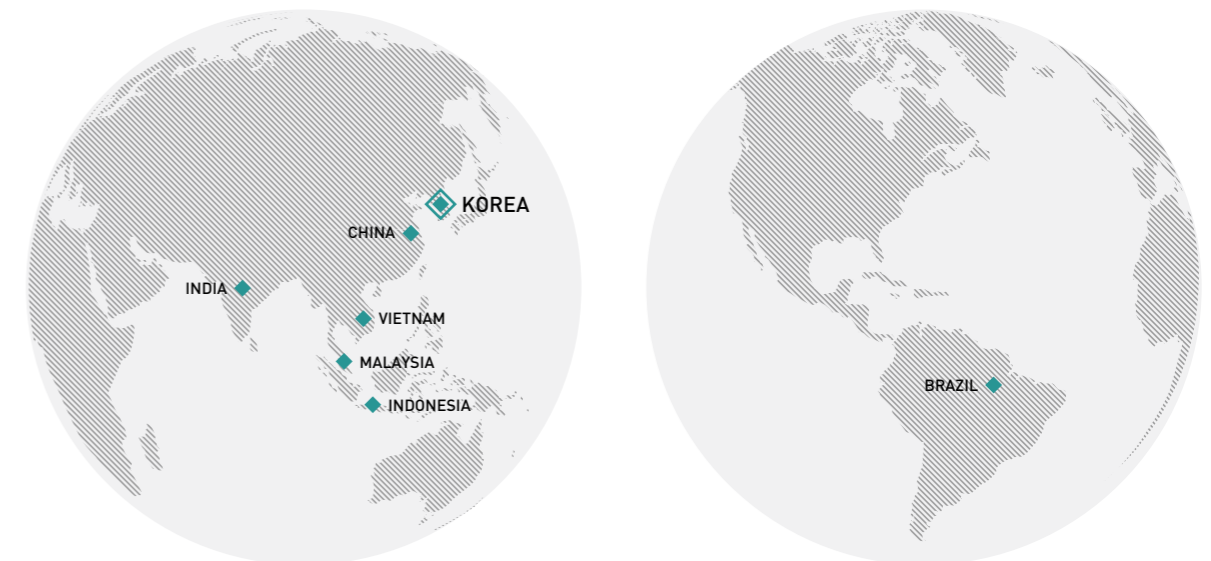 KOREA
CHINA
INDIA
VIETNAM
MALAYSIA
INDONESIA
BRAZIL